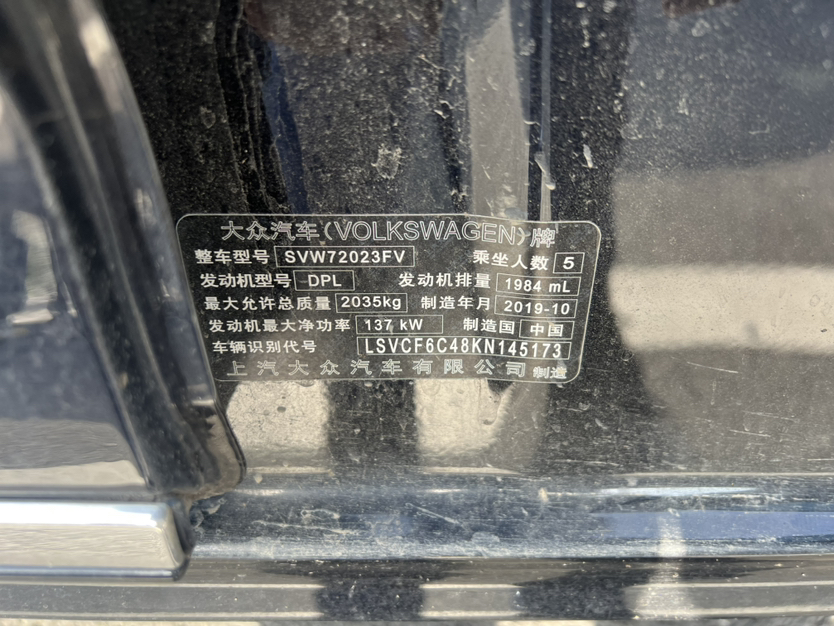 大众汽车(VOLKSWAGEN)牌
整车型号 SVW72023FV 乘坐人数 5
发动机型号 DPL 发动机排量 1984 mL
最大允许总质量 2035kg 制造年月 2019-10
发动机最大净功率 137 kW 制造国 中国
车辆识别代号 LSVCF6C48KN145173
上汽大众汽车有限公司 制造